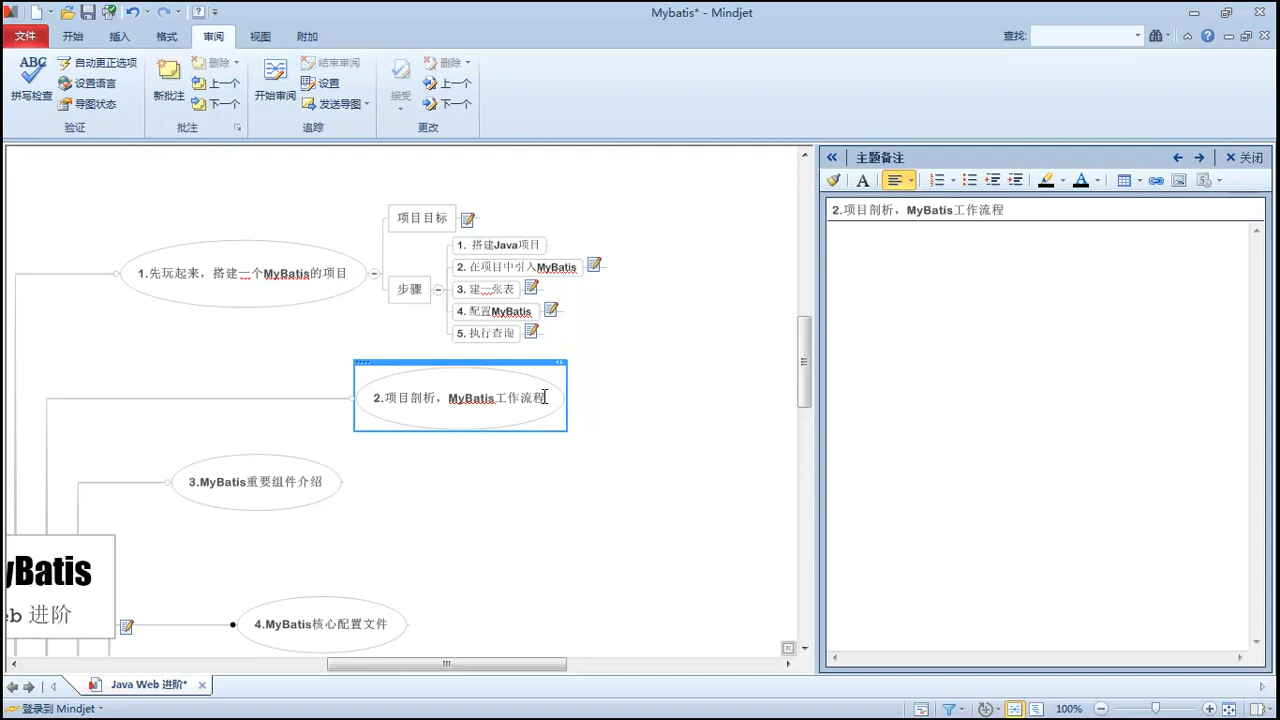 Mybatis* - Mindjet
文件 开始 插入 格式 审阅 视图 附加 查找:
ABC 自动更正选项 删除 结束审阅 删除
设置语言 上一个 设置 上一个
拼写检查 新批注 开始审阅 接受
导图状态 下一个 发送导图 下一个
验证 批注 追踪 更改
主题备注 关闭
2.项目剖析，MyBatis工作流程
项目目标
1. 搭建Java项目
2. 在项目中引入MyBatis
1.先玩起来，搭建一个MyBatis的项目
步骤
3. 建一张表
4. 配置MyBatis
5. 执行查询
2.项目剖析，MyBatis工作流程
3.MyBatis重要组件介绍
yBatis
eb 进阶
4.MyBatis核心配置文件
Java Web 进阶*
登录到 Mindjet
100%